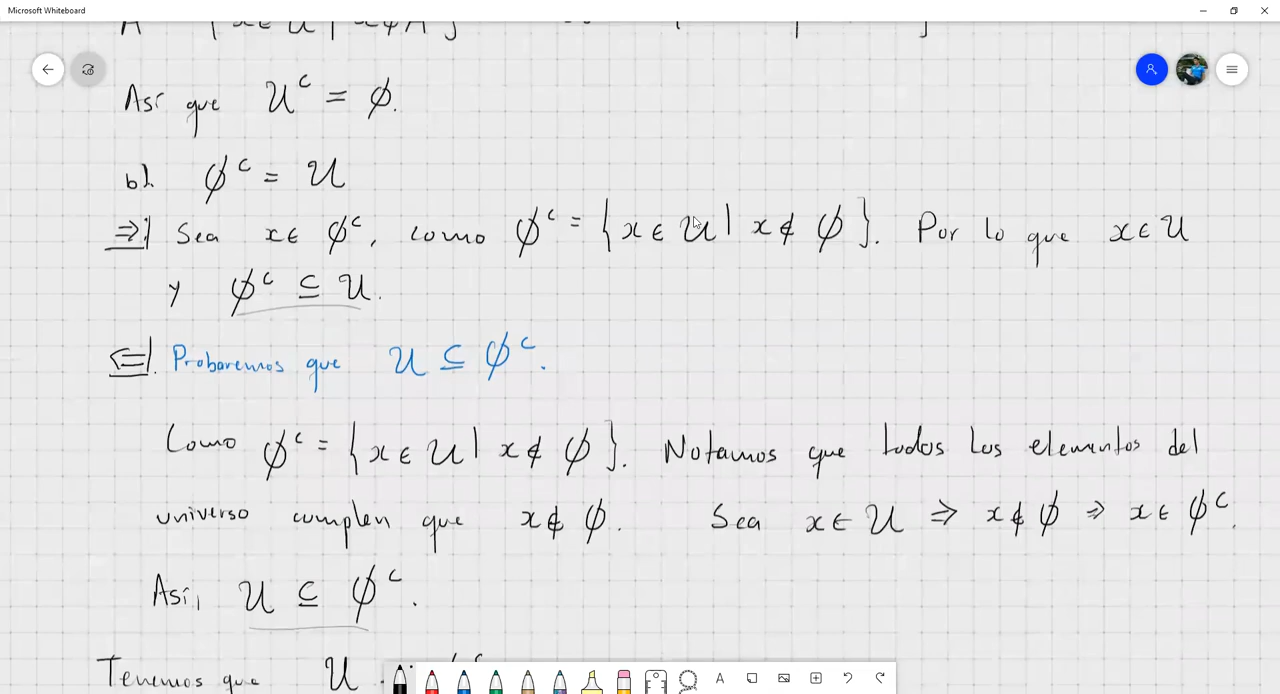 Microsoft Whiteboard
A {x ∈ U | x ∉ A}
Así que U^c = ϕ.
b). ϕ^c = U
⇒| Sea x ∈ ϕ^c, como ϕ^c = {x ∈ U | x ∉ ϕ}. Por lo que x ∈ U
y ϕ^c ⊆ U.
⇐|. Probaremos que U ⊆ ϕ^c.
Como ϕ^c = {x ∈ U | x ∉ ϕ}. Notamos que todos los elementos del
universo cumplen que x ∉ ϕ. Sea x ∈ U ⇒ x ∉ ϕ ⇒ x ∈ ϕ^c.
Así, U ⊆ ϕ^c.
Tenemos que U